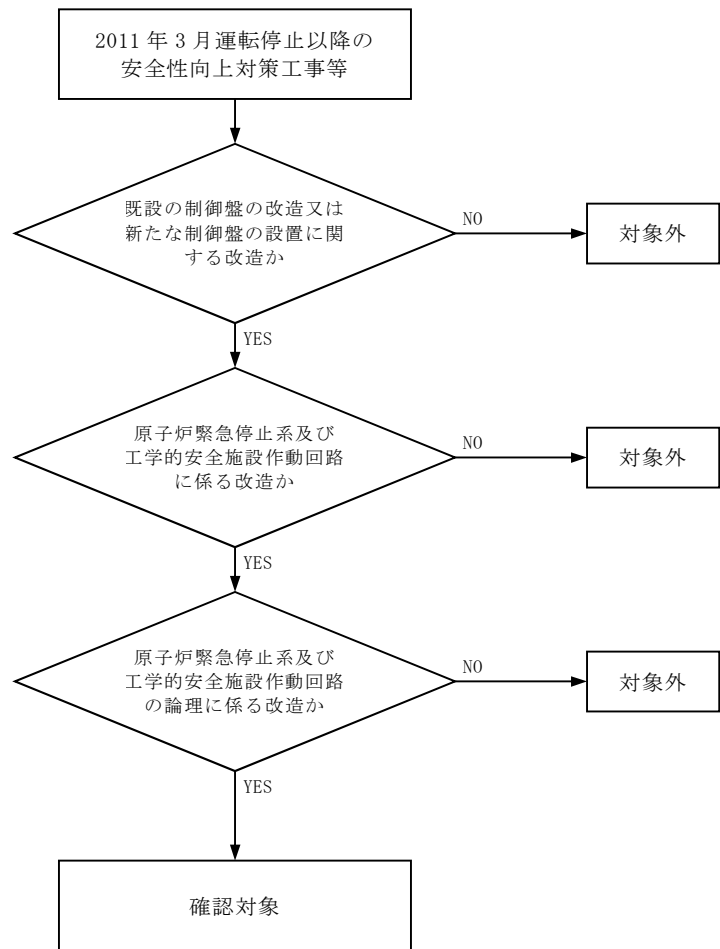 2011年3月運転停止以降の
安全性向上対策工事等
既設の制御盤の改造又は
新たな制御盤の設置に関
する改造か
NO
対象外
YES
原子炉緊急停止系及び
工学的安全施設作動回路
に係る改造か
NO
対象外
YES
原子炉緊急停止系及び
工学的安全施設作動回路
の論理に係る改造か
NO
対象外
YES
確認対象